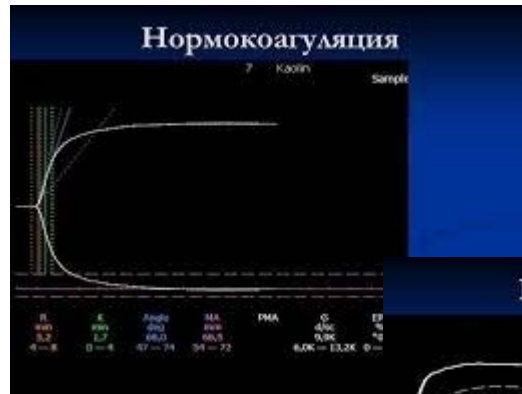 Нормокоагуляция
7 Kaolin
Sample
R K Angle MA PMA G
min min deg mm d/sc
5,2 1,7 68,0 66,5 9,9K
4 — 8 0 — 4 47 — 74 54 — 72 6,0K — 13,2K 0 —